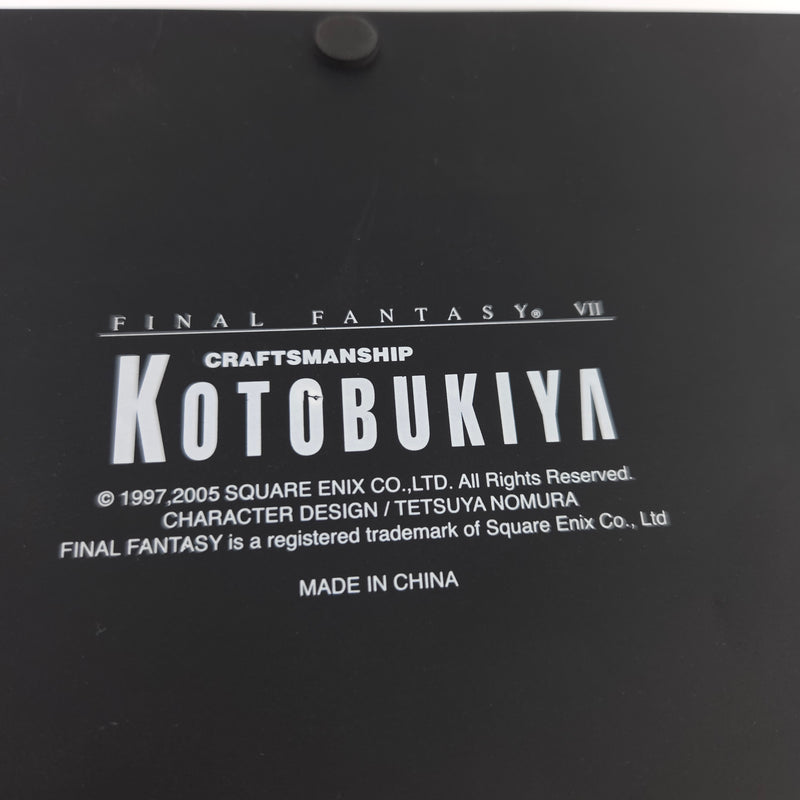 FINAL FANTASY® VII
CRAFTSMANSHIP
KOTOBUKIYA
© 1997,2005 SQUARE ENIX CO.,LTD. All Rights Reserved.
CHARACTER DESIGN / TETSUYA NOMURA
FINAL FANTASY is a registered trademark of Square Enix Co., Ltd
MADE IN CHINA